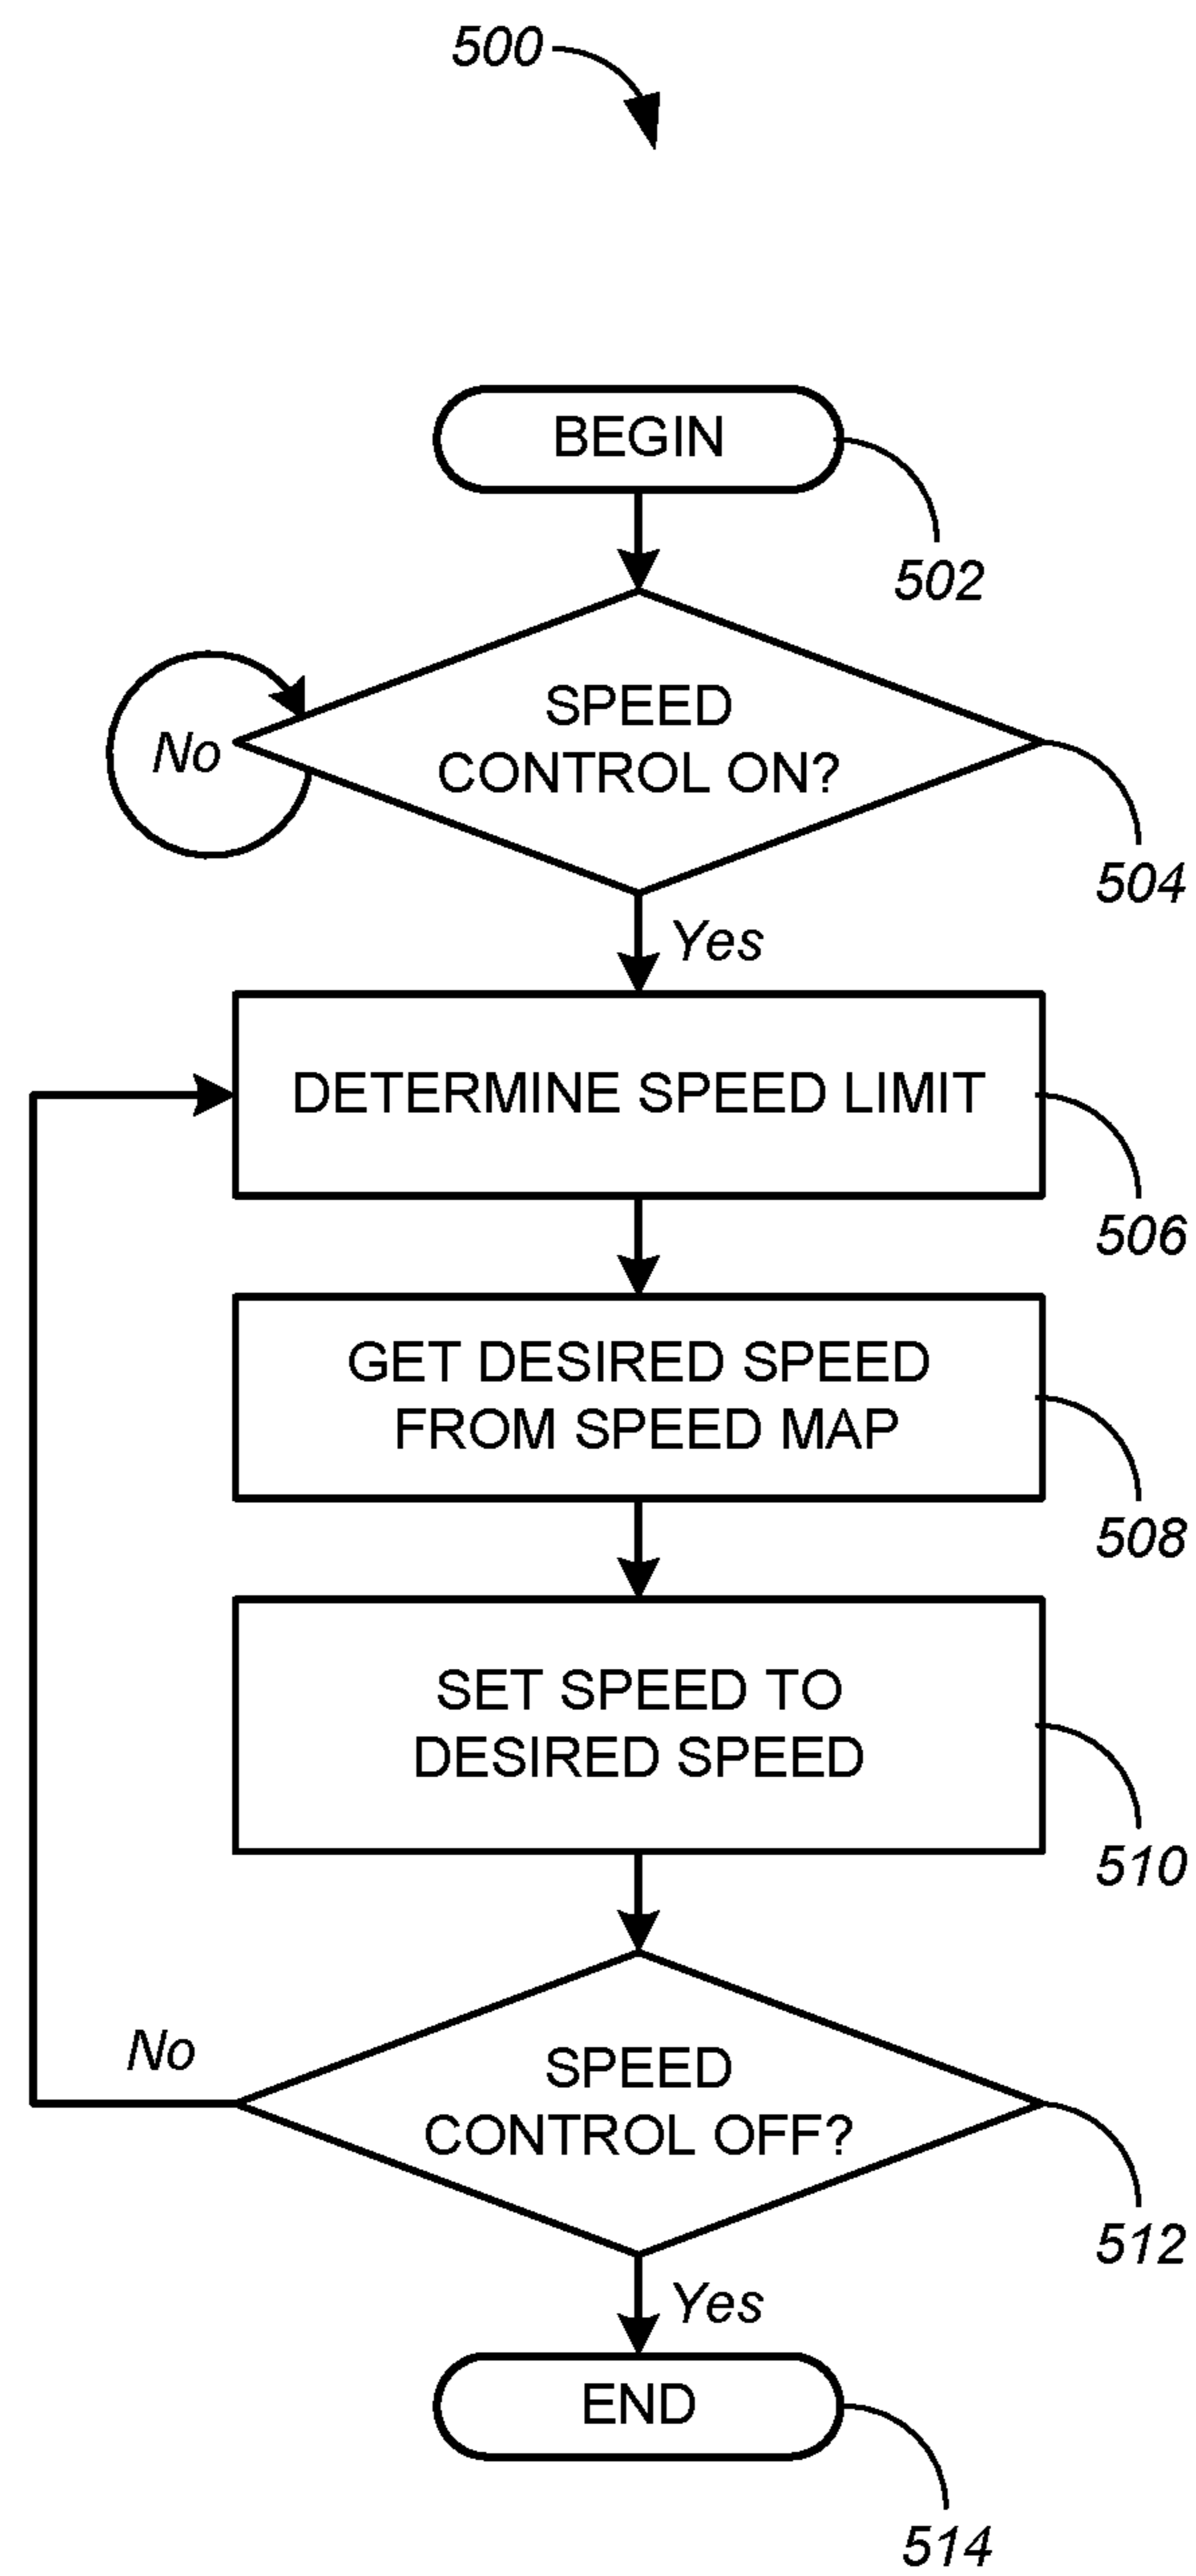 500
BEGIN
502
SPEED
CONTROL ON?
No
504
Yes
DETERMINE SPEED LIMIT
506
GET DESIRED SPEED
FROM SPEED MAP
508
SET SPEED TO
DESIRED SPEED
510
No
SPEED
CONTROL OFF?
512
Yes
END
514